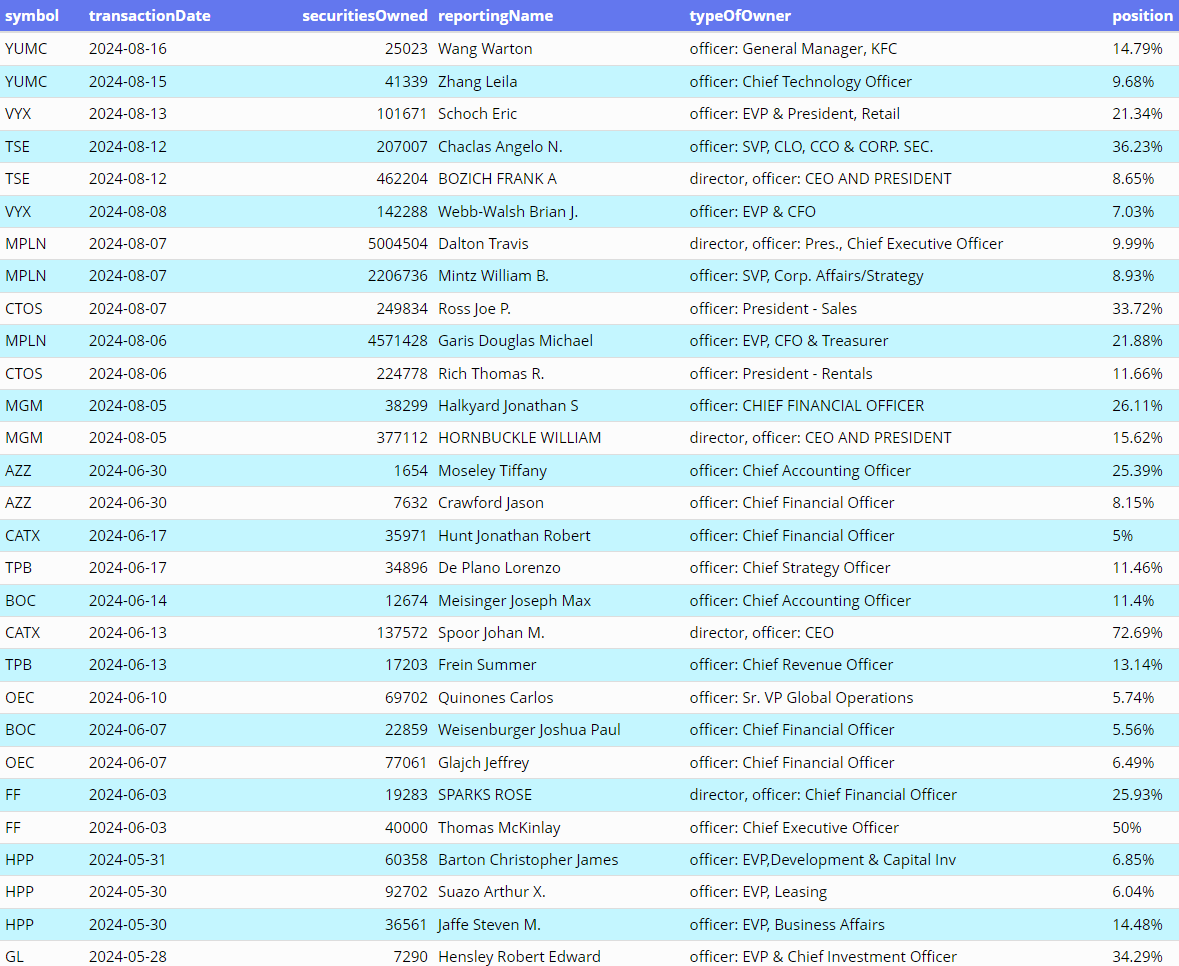 symbol transactionDate securitiesOwned reportingName typeOfOwner position
YUMC 2024-08-16 25023 Wang Warton officer: General Manager, KFC 14.79%
YUMC 2024-08-15 41339 Zhang Leila officer: Chief Technology Officer 9.68%
VYX 2024-08-13 101671 Schoch Eric officer: EVP & President, Retail 21.34%
TSE 2024-08-12 207007 Chaclas Angelo N. officer: SVP, CLO, CCO & CORP. SEC. 36.23%
TSE 2024-08-12 462204 BOZICH FRANK A director, officer: CEO AND PRESIDENT 8.65%
VYX 2024-08-08 142288 Webb-Walsh Brian J. officer: EVP & CFO 7.03%
MPLN 2024-08-07 5004504 Dalton Travis director, officer: Pres., Chief Executive Officer 9.99%
MPLN 2024-08-07 2206736 Mintz William B. officer: SVP, Corp. Affairs/Strategy 8.93%
CTOS 2024-08-07 249834 Ross Joe P. officer: President - Sales 33.72%
MPLN 2024-08-06 4571428 Garis Douglas Michael officer: EVP, CFO & Treasurer 21.88%
CTOS 2024-08-06 224778 Rich Thomas R. officer: President - Rentals 11.66%
MGM 2024-08-05 38299 Halkyard Jonathan S officer: CHIEF FINANCIAL OFFICER 26.11%
MGM 2024-08-05 377112 HORNBUCKLE WILLIAM director, officer: CEO AND PRESIDENT 15.62%
AZZ 2024-06-30 1654 Moseley Tiffany officer: Chief Accounting Officer 25.39%
AZZ 2024-06-30 7632 Crawford Jason officer: Chief Financial Officer 8.15%
CATX 2024-06-17 35971 Hunt Jonathan Robert officer: Chief Financial Officer 5%
TPB 2024-06-17 34896 De Plano Lorenzo officer: Chief Strategy Officer 11.46%
BOC 2024-06-14 12674 Meisinger Joseph Max officer: Chief Accounting Officer 11.4%
CATX 2024-06-13 137572 Spoor Johan M. director, officer: CEO 72.69%
TPB 2024-06-13 17203 Frein Summer officer: Chief Revenue Officer 13.14%
OEC 2024-06-10 69702 Quinones Carlos officer: Sr. VP Global Operations 5.74%
BOC 2024-06-07 22859 Weisenburger Joshua Paul officer: Chief Financial Officer 5.56%
OEC 2024-06-07 77061 Glajch Jeffrey officer: Chief Financial Officer 6.49%
FF 2024-06-03 19283 SPARKS ROSE director, officer: Chief Financial Officer 25.93%
FF 2024-06-03 40000 Thomas McKinlay officer: Chief Executive Officer 50%
HPP 2024-05-31 60358 Barton Christopher James officer: EVP,Development & Capital Inv 6.85%
HPP 2024-05-30 92702 Suazo Arthur X. officer: EVP, Leasing 6.04%
HPP 2024-05-30 36561 Jaffe Steven M. officer: EVP, Business Affairs 14.48%
GL 2024-05-28 7290 Hensley Robert Edward officer: EVP & Chief Investment Officer 34.29%